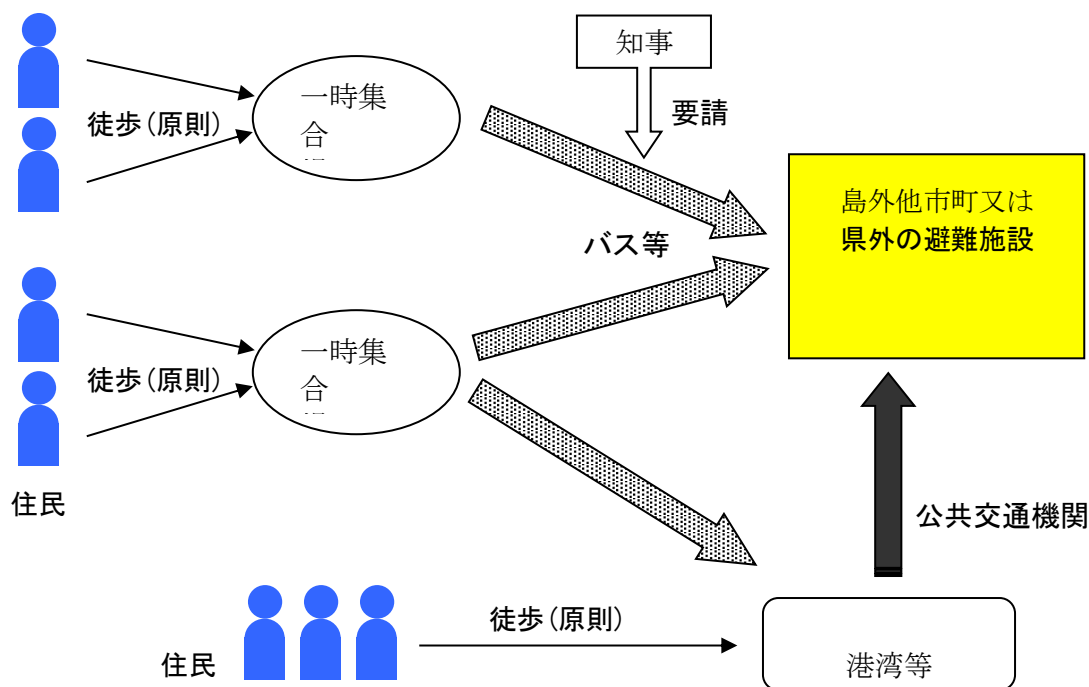 知事
要請
一時集
合
徒歩(原則)
島外他市町又は
県外の避難施設
バス等
一時集
合
徒歩(原則)
住民
公共交通機関
徒歩(原則)
住民
港湾等